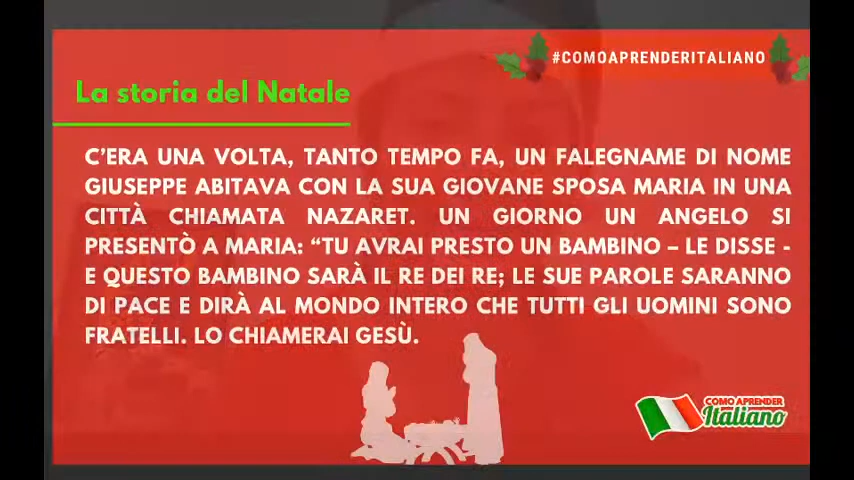 #COMOAPRENDERITALIANO
La storia del Natale
C'ERA UNA VOLTA, TANTO TEMPO FA, UN FALEGNAME DI NOME
GIUSEPPE ABITAVA CON LA SUA GIOVANE SPOSA MARIA IN UNA
CITTÀ CHIAMATA NAZARET. UN GIORNO UN ANGELO SI
PRESENTÒ A MARIA: “TU AVRAI PRESTO UN BAMBINO – LE DISSE -
E QUESTO BAMBINO SARÀ IL RE DEI RE; LE SUE PAROLE SARANNO
DI PACE E DIRÀ AL MONDO INTERO CHE TUTTI GLI UOMINI SONO
FRATELLI. LO CHIAMERAI GESÙ.
COMO APRENDER
Italiano